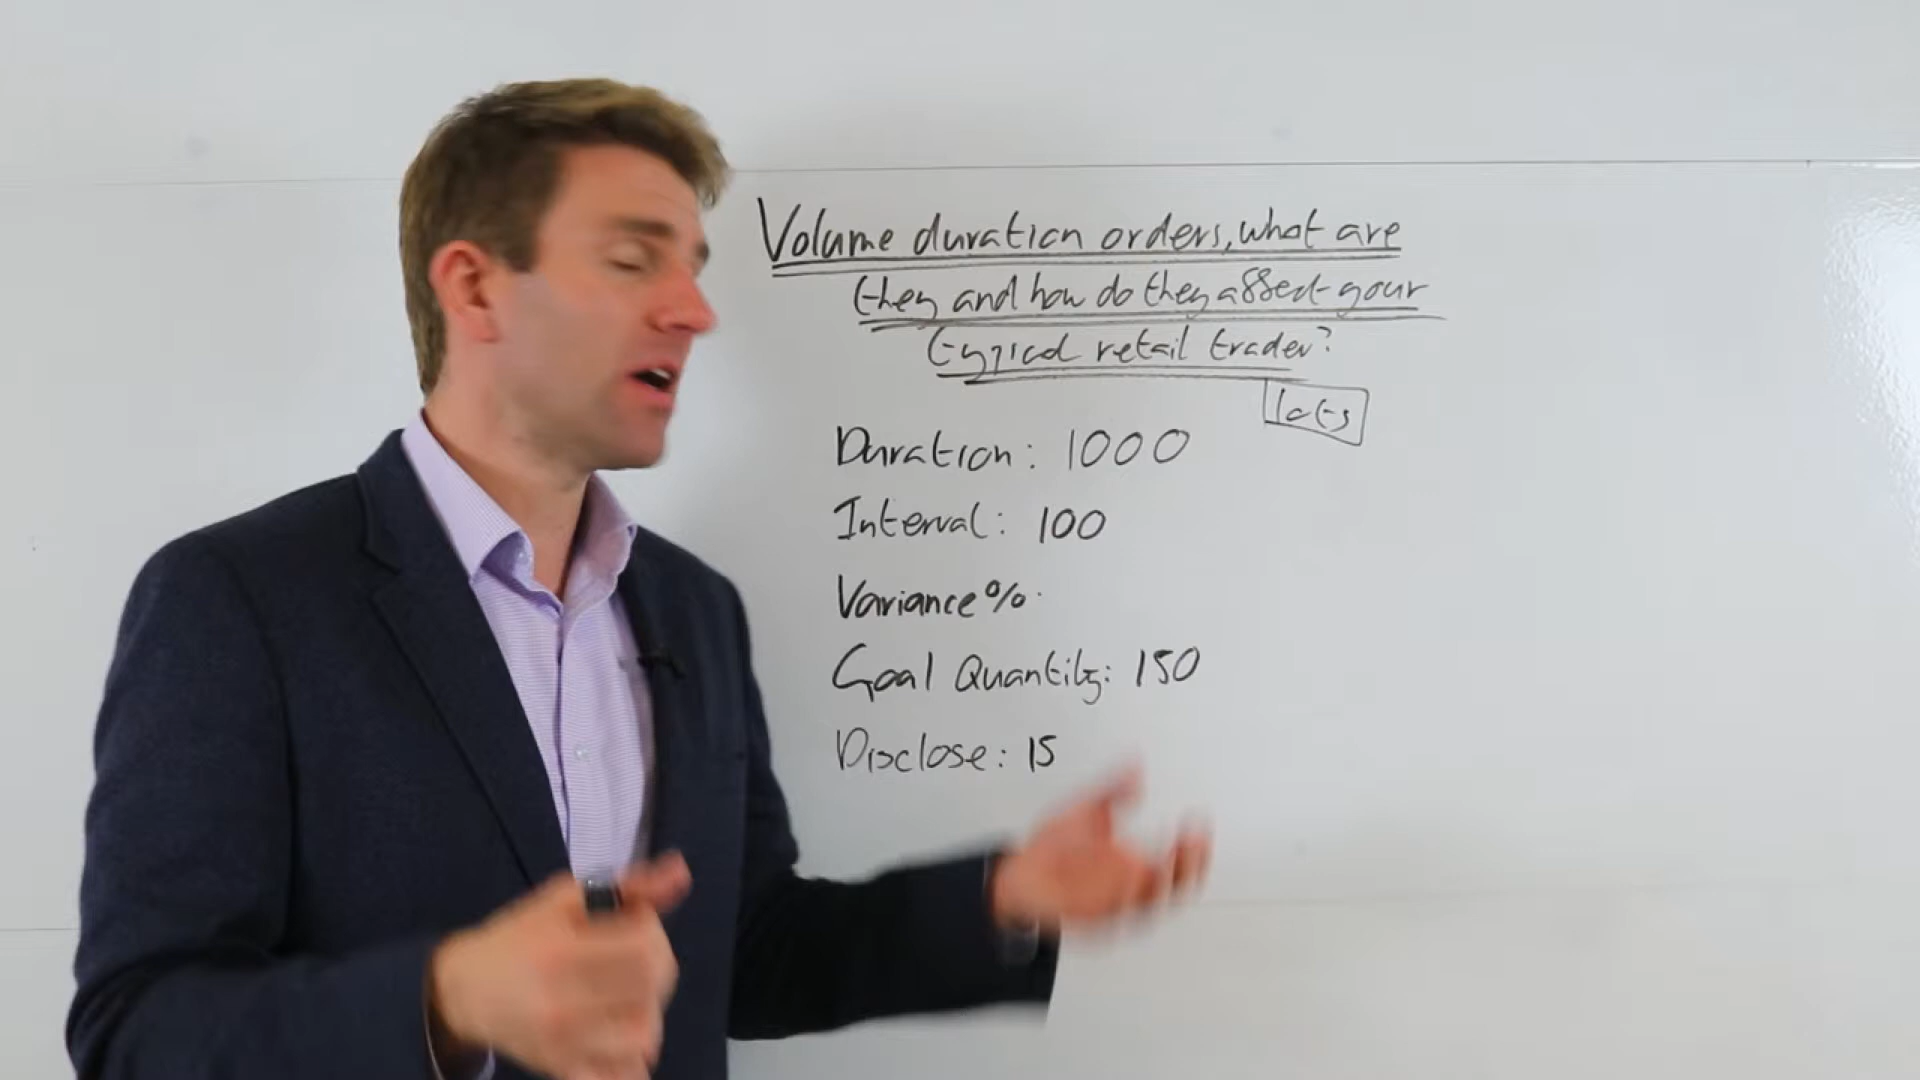 Volume duration orders, what are
they and how do they affect your
typical retail trader?
lots
Duration: 1000
Interval: 100
Variance%
Goal Quantity: 150
Disclose: 15